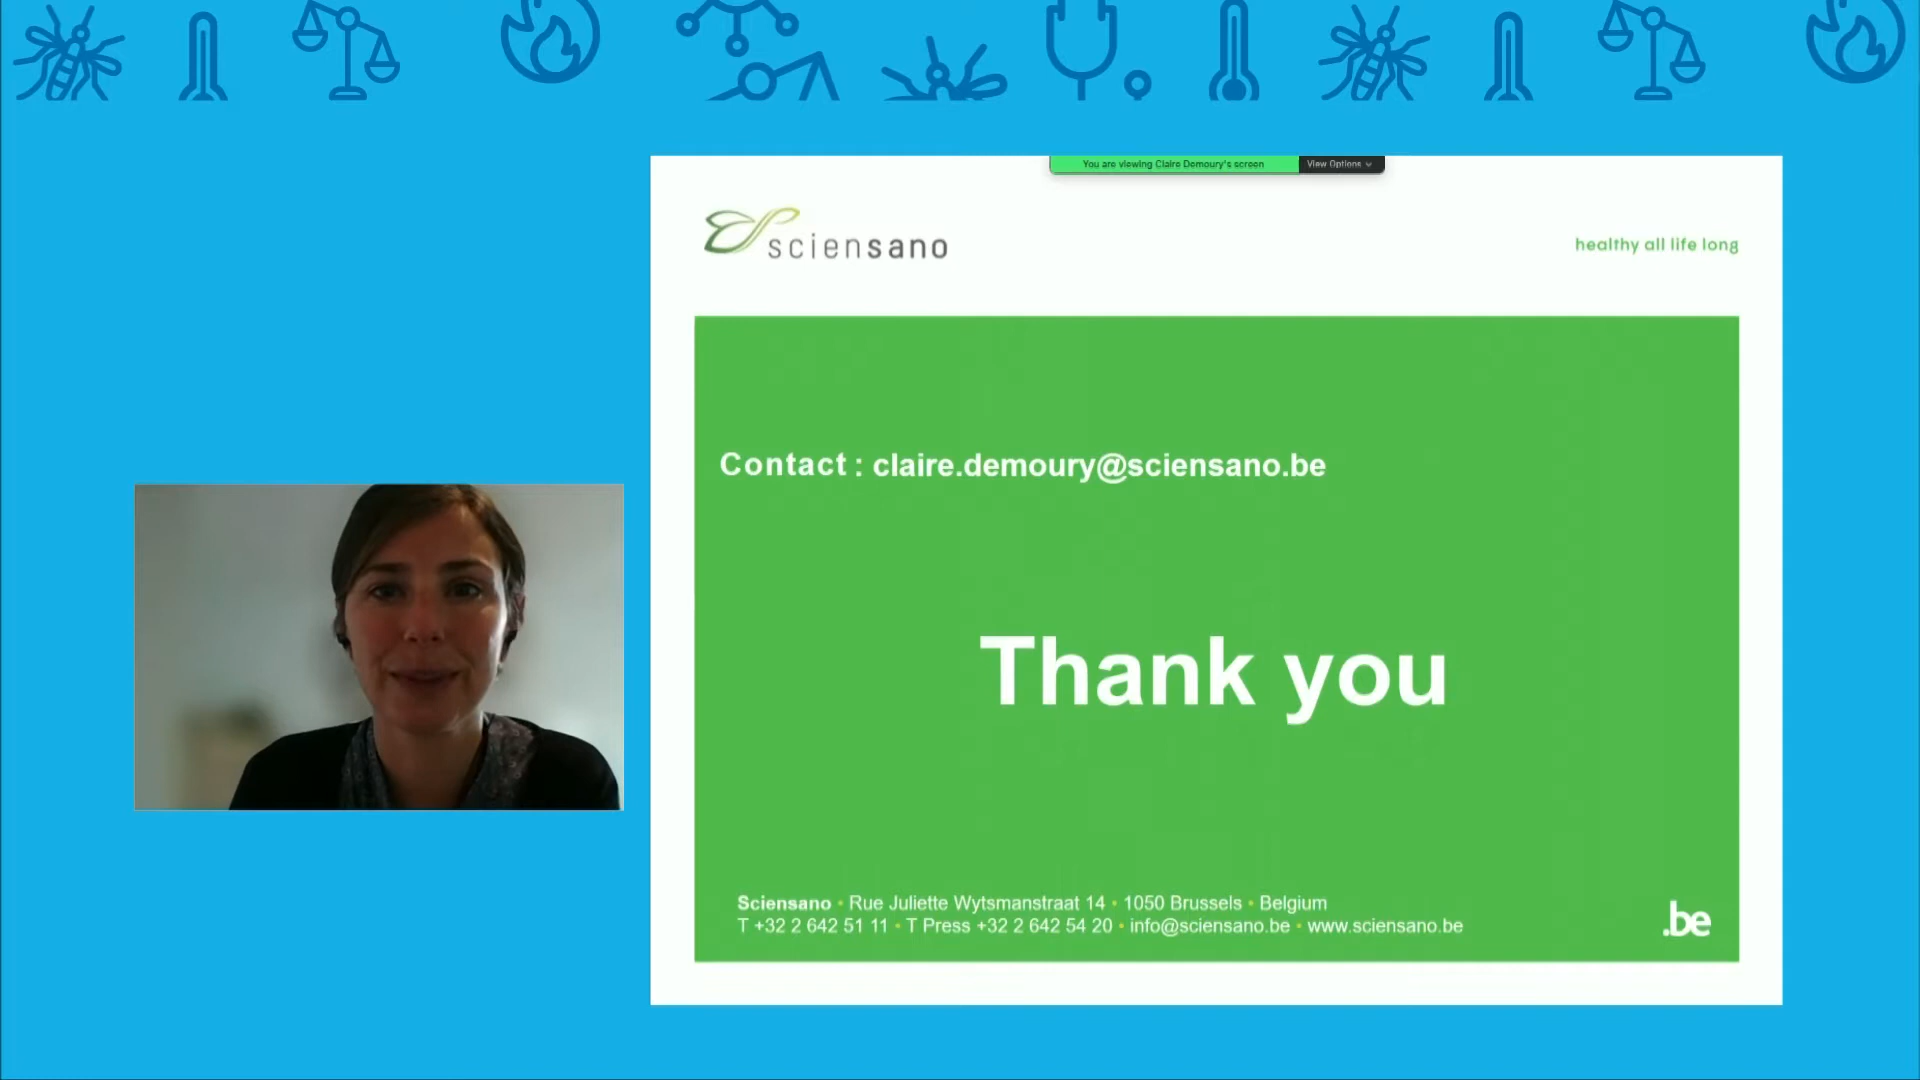 You are viewing Claire Demoury's screen
View Options
sciensano
healthy all life long
Contact : claire.demoury@sciensano.be
Thank you
Sciensano • Rue Juliette Wytsmanstraat 14 • 1050 Brussels • Belgium
T +32 2 642 51 11 • T Press +32 2 642 54 20 • info@sciensano.be • www.sciensano.be
.be